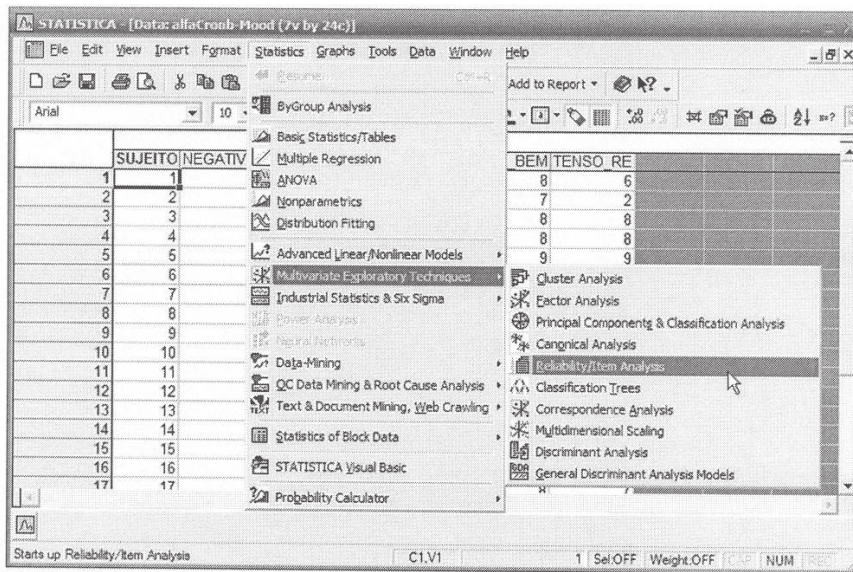 STATISTICA - [Data: alfaCronb-Mood (7v by 24c)]
File Edit View Insert Format Statistics Graphs Tools Data Window Help
Resume... Ctrl+R
Add to Report
Arial 10
ByGroup Analysis
Basic Statistics/Tables
Multiple Regression
ANOVA
Nonparametrics
Distribution Fitting
Advanced Linear/Nonlinear Models
Multivariate Exploratory Techniques
Industrial Statistics & Six Sigma
Power Analysis
Neural Networks
Data-Mining
QC Data Mining & Root Cause Analysis
Text & Document Mining, Web Crawling
Statistics of Block Data
STATISTICA Visual Basic
Probability Calculator
Cluster Analysis
Factor Analysis
Principal Components & Classification Analysis
Canonical Analysis
Reliability/Item Analysis
Classification Trees
Correspondence Analysis
Multidimensional Scaling
Discriminant Analysis
General Discriminant Analysis Models
SUJEITO NEGATIV _BEM TENSO_RE
1 1 8 6
2 2 7 2
3 3 8 8
4 4 8 8
5 5 9 9
6 6
7 7
8 8
9 9
10 10
11 11
12 12
13 13
14 14
15 15
16 16
17 17
Starts up Reliability/Item Analysis C1,V1 1 Sel:OFF Weight:OFF CAP NUM REC